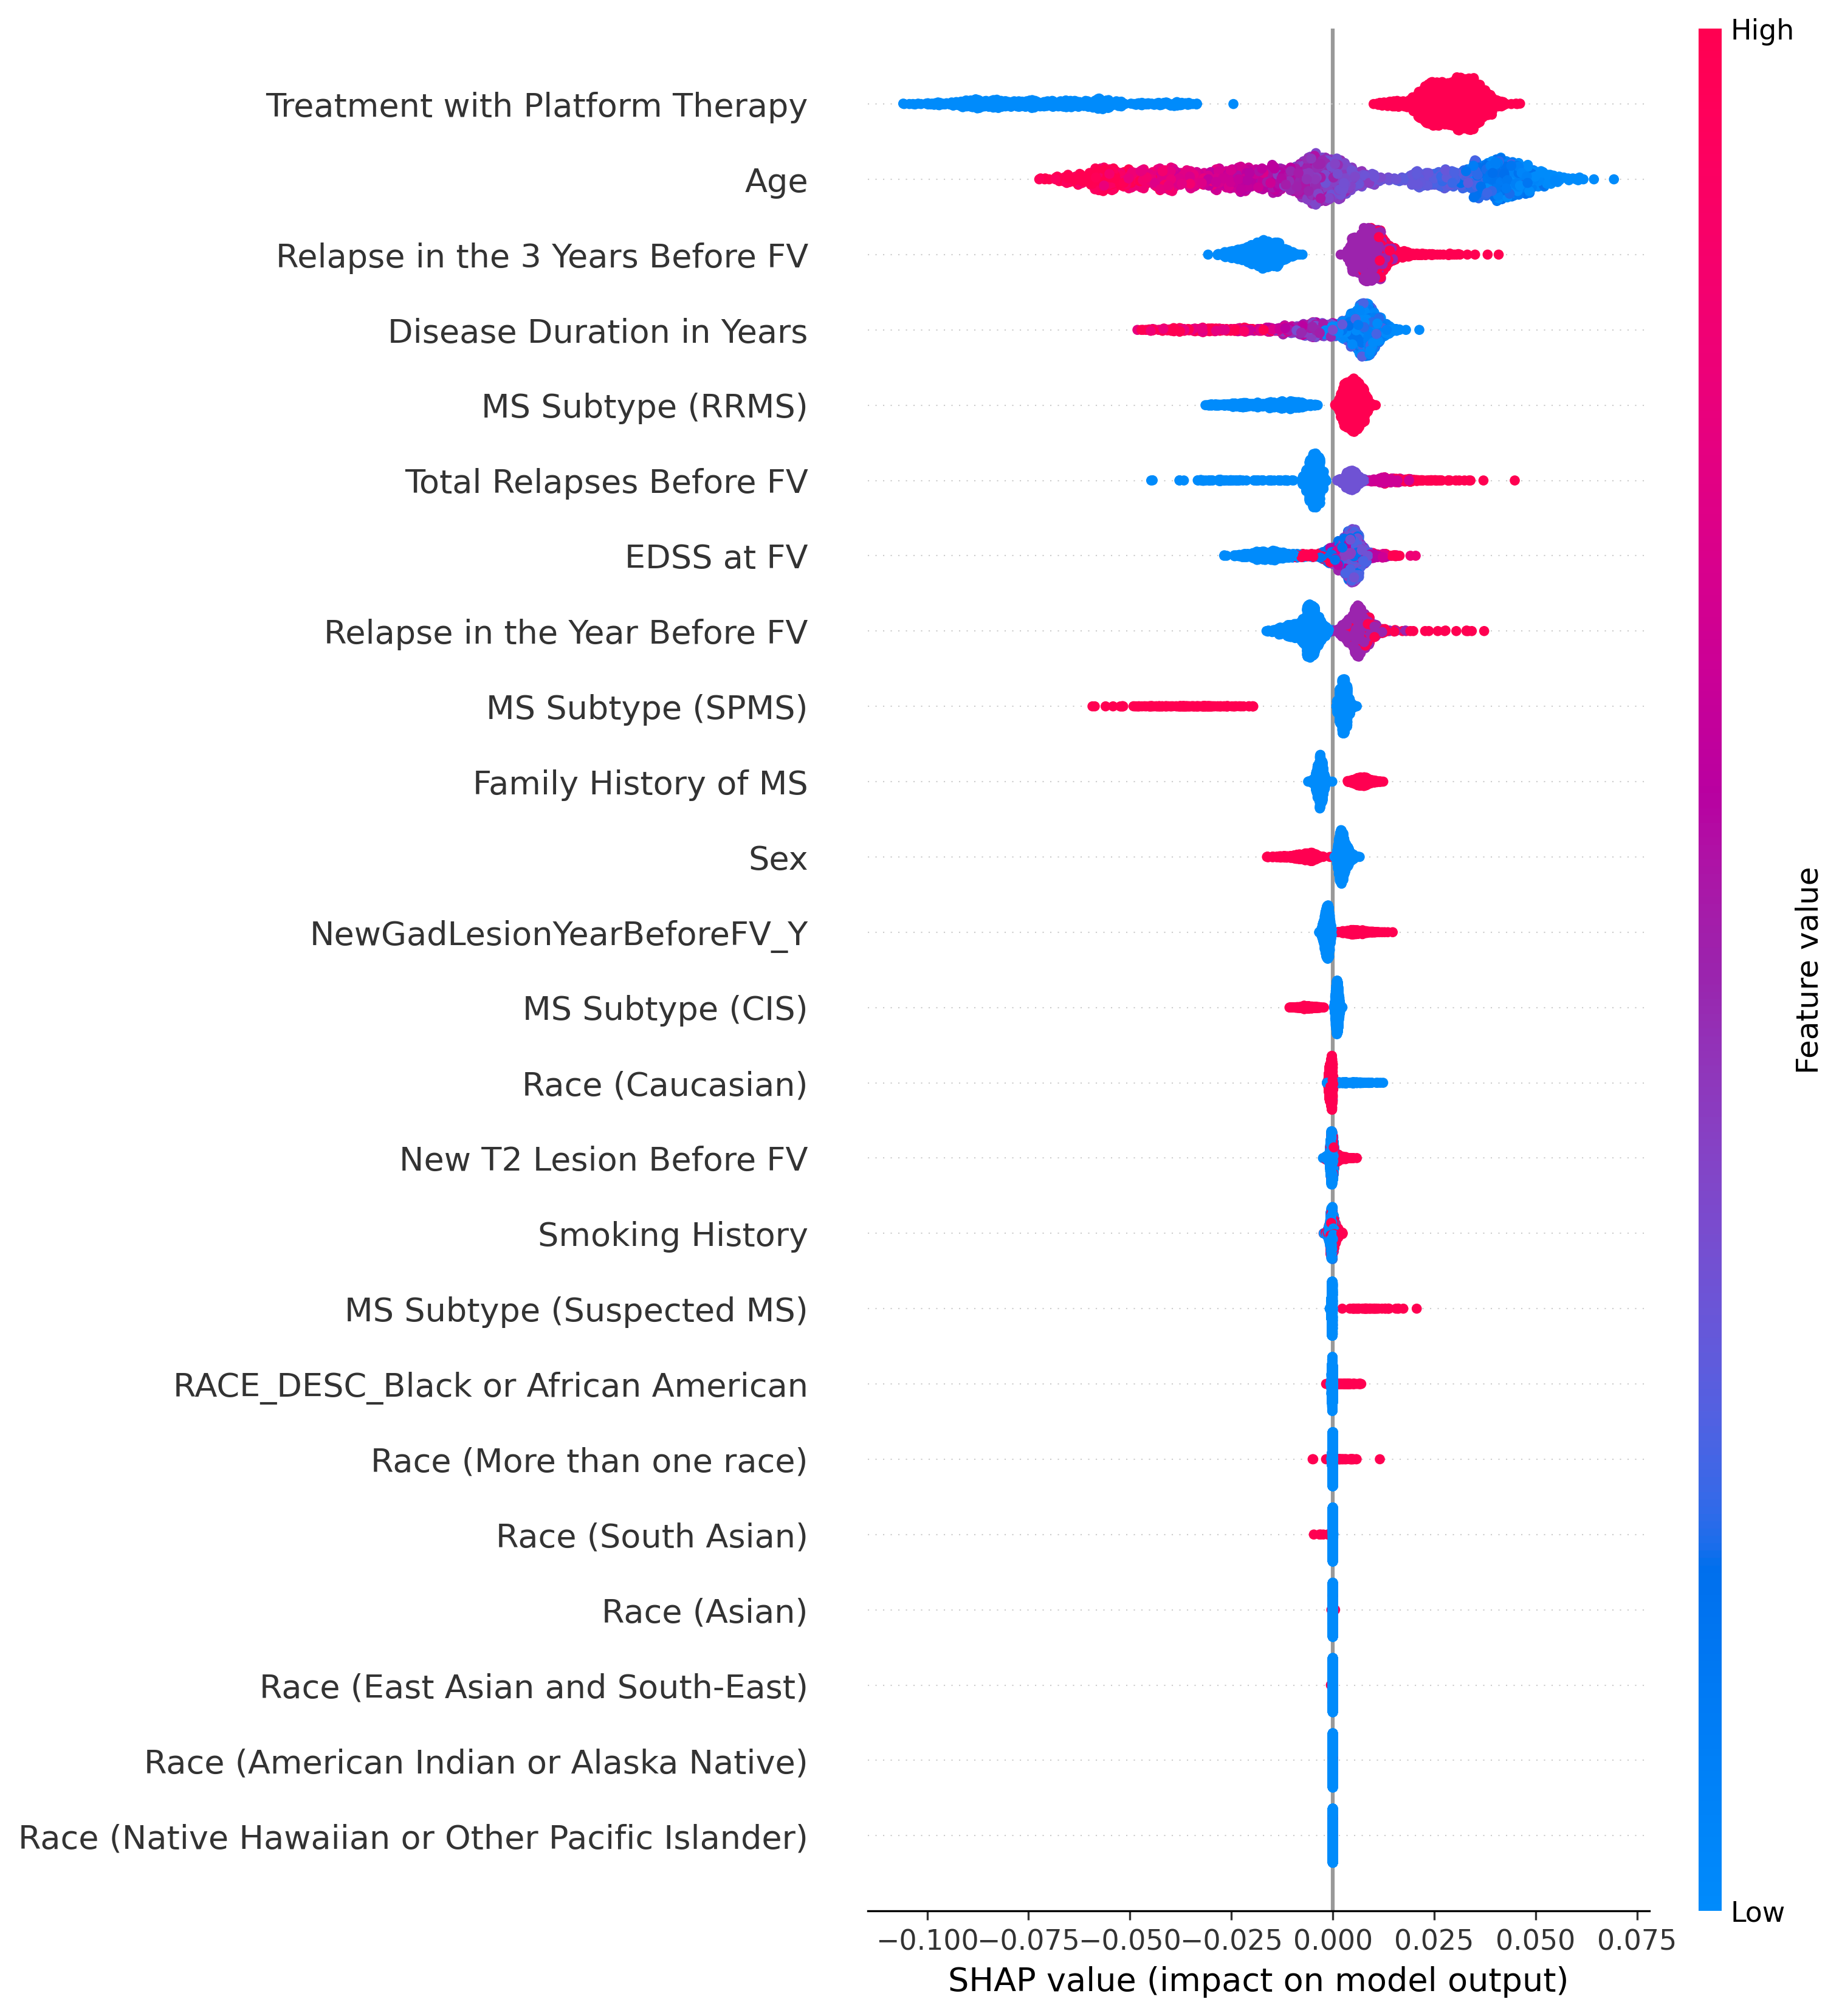 High
Treatment with Platform Therapy
Age
Relapse in the 3 Years Before FV
Disease Duration in Years
MS Subtype (RRMS)
Total Relapses Before FV
EDSS at FV
Relapse in the Year Before FV
MS Subtype (SPMS)
Family History of MS
Sex
NewGadLesionYearBeforeFV_Y
MS Subtype (CIS)
Race (Caucasian)
New T2 Lesion Before FV
Smoking History
MS Subtype (Suspected MS)
RACE_DESC_Black or African American
Race (More than one race)
Race (South Asian)
Race (Asian)
Race (East Asian and South-East)
Race (American Indian or Alaska Native)
Race (Native Hawaiian or Other Pacific Islander)
Feature value
Low
−0.100 −0.075 −0.050 −0.025 0.000 0.025 0.050 0.075
SHAP value (impact on model output)